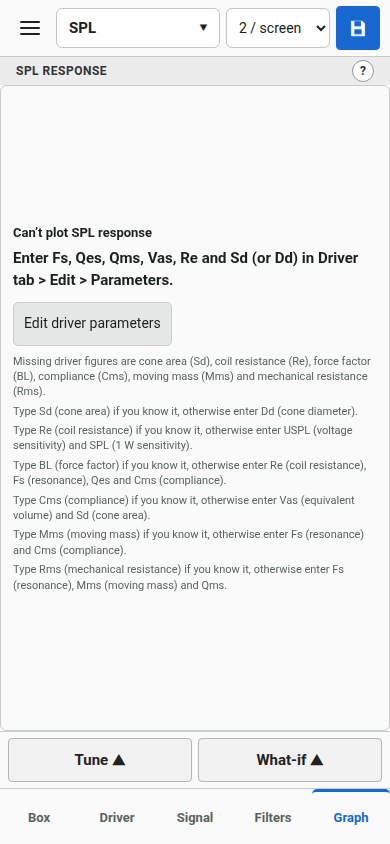 SPL ▼
2 / screen
SPL RESPONSE
?
Can't plot SPL response
Enter Fs, Qes, Qms, Vas, Re and Sd (or Dd) in Driver
tab > Edit > Parameters.
Edit driver parameters
Missing driver figures are cone area (Sd), coil resistance (Re), force factor
(BL), compliance (Cms), moving mass (Mms) and mechanical resistance
(Rms).
Type Sd (cone area) if you know it, otherwise enter Dd (cone diameter).
Type Re (coil resistance) if you know it, otherwise enter USPL (voltage
sensitivity) and SPL (1 W sensitivity).
Type BL (force factor) if you know it, otherwise enter Re (coil resistance),
Fs (resonance), Qes and Cms (compliance).
Type Cms (compliance) if you know it, otherwise enter Vas (equivalent
volume) and Sd (cone area).
Type Mms (moving mass) if you know it, otherwise enter Fs (resonance)
and Cms (compliance).
Type Rms (mechanical resistance) if you know it, otherwise enter Fs
(resonance), Mms (moving mass) and Qms.
Tune ▲
What-if ▲
Box
Driver
Signal
Filters
Graph